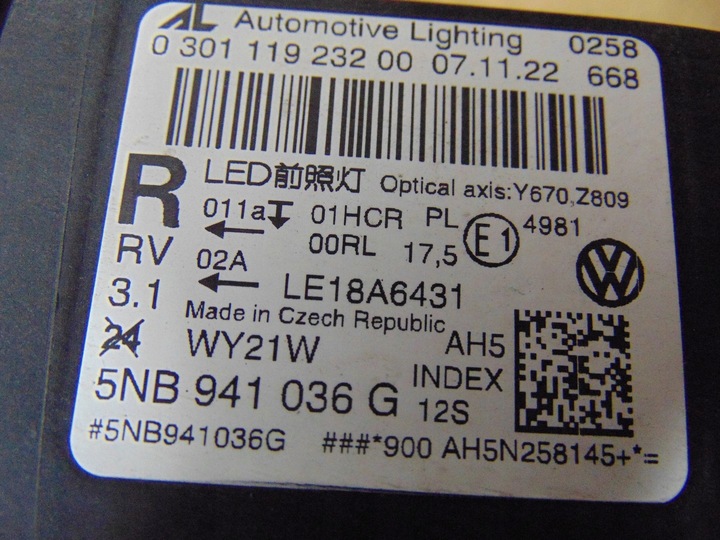 AL Automotive Lighting 0258
0 301 119 232 00 07.11.22 668
R LED前照灯 Optical axis:Y670,Z809
011a 01HCR PL E1 4981
RV 02A 00RL 17,5
3.1 LE18A6431
Made in Czech Republic
24 WY21W AH5
5NB 941 036 G INDEX
12S
#5NB941036G ###*900 AH5N258145+*=